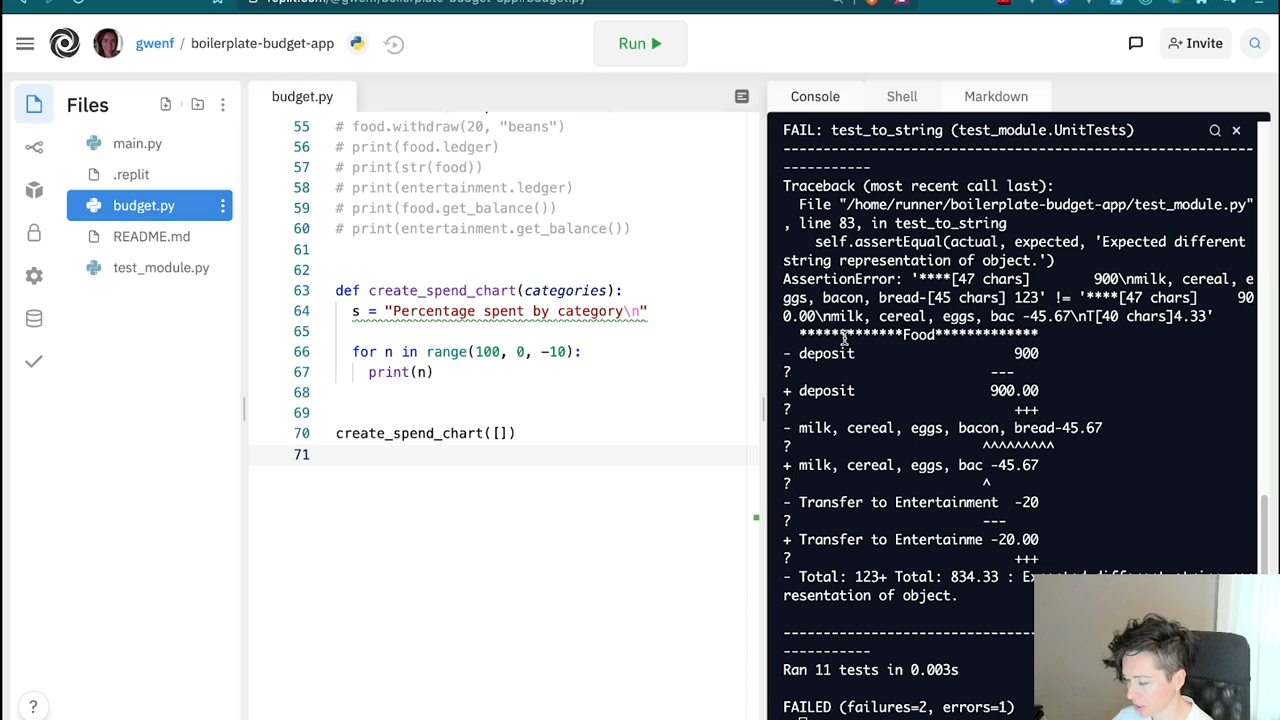 gwenf / boilerplate-budget-app
Run
Invite
Files
main.py
.replit
budget.py
README.md
test_module.py
?
budget.py
55 # food.withdraw(20, "beans")
56 # print(food.ledger)
57 # print(str(food))
58 # print(entertainment.ledger)
59 # print(food.get_balance())
60 # print(entertainment.get_balance())
61
62
63 def create_spend_chart(categories):
64 s = "Percentage spent by category\n"
65
66 for n in range(100, 0, -10):
67 print(n)
68
69
70 create_spend_chart([])
71
Console Shell Markdown
FAIL: test_to_string (test_module.UnitTests)
----------------------------------------------------------
-----------
Traceback (most recent call last):
File "/home/runner/boilerplate-budget-app/test_module.py"
, line 83, in test_to_string
self.assertEqual(actual, expected, 'Expected different
string representation of object.')
AssertionError: '****[47 chars] 900\nmilk, cereal, e
ggs, bacon, bread-[45 chars] 123' != '****[47 chars] 90
0.00\nmilk, cereal, eggs, bac -45.67\nT[40 chars]4.33'
*************Food*************
- deposit 900
? ---
+ deposit 900.00
? +++
- milk, cereal, eggs, bacon, bread-45.67
? ^^^^^^^^^
+ milk, cereal, eggs, bac -45.67
? ^
- Transfer to Entertainment -20
? ---
+ Transfer to Entertainme -20.00
? +++
- Total: 123+ Total: 834.33 :
resentation of object.
-------------------------------
-----------
Ran 11 tests in 0.003s
FAILED (failures=2, errors=1)